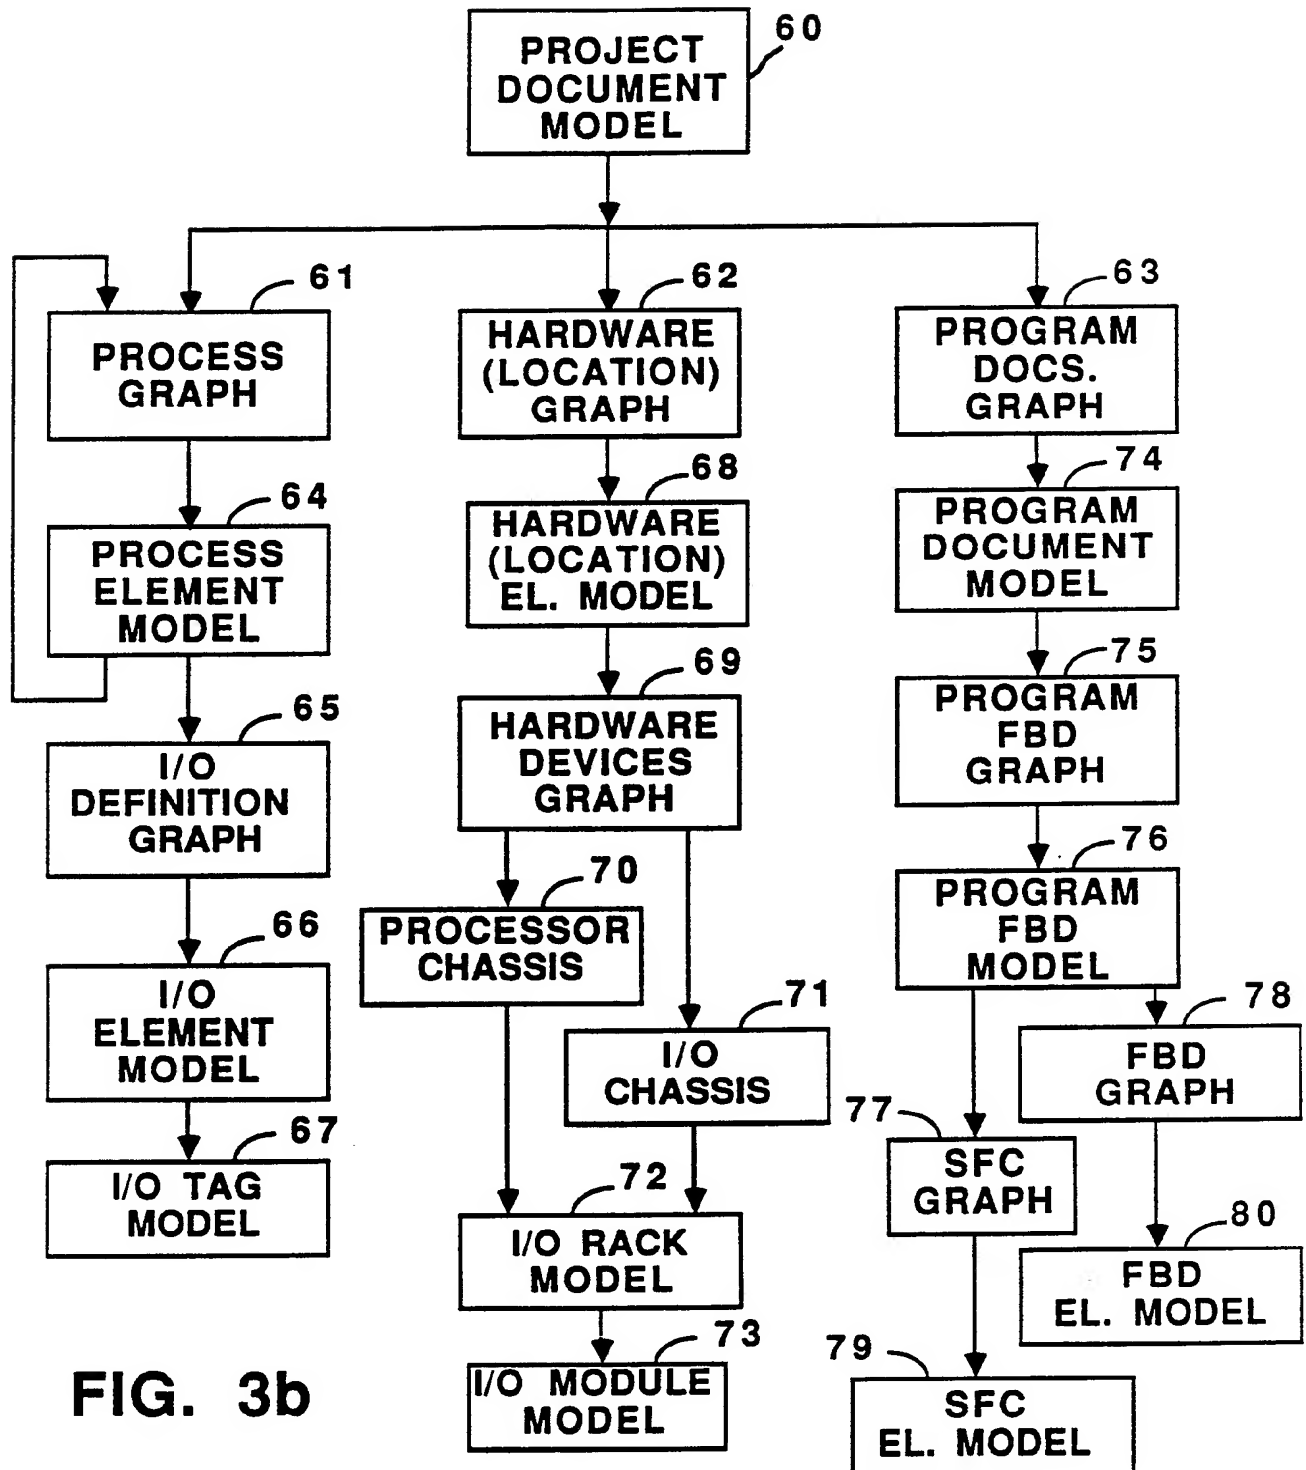 60
PROJECT
DOCUMENT
MODEL
61
PROCESS
GRAPH
64
PROCESS
ELEMENT
MODEL
65
I/O
DEFINITION
GRAPH
66
I/O
ELEMENT
MODEL
67
I/O TAG
MODEL
62
HARDWARE
(LOCATION)
GRAPH
68
HARDWARE
(LOCATION)
EL. MODEL
69
HARDWARE
DEVICES
GRAPH
70
PROCESSOR
CHASSIS
71
I/O
CHASSIS
72
I/O RACK
MODEL
73
I/O MODULE
MODEL
63
PROGRAM
DOCS.
GRAPH
74
PROGRAM
DOCUMENT
MODEL
75
PROGRAM
FBD
GRAPH
76
PROGRAM
FBD
MODEL
78
FBD
GRAPH
77
SFC
GRAPH
80
FBD
EL. MODEL
79
SFC
EL. MODEL
FIG. 3b